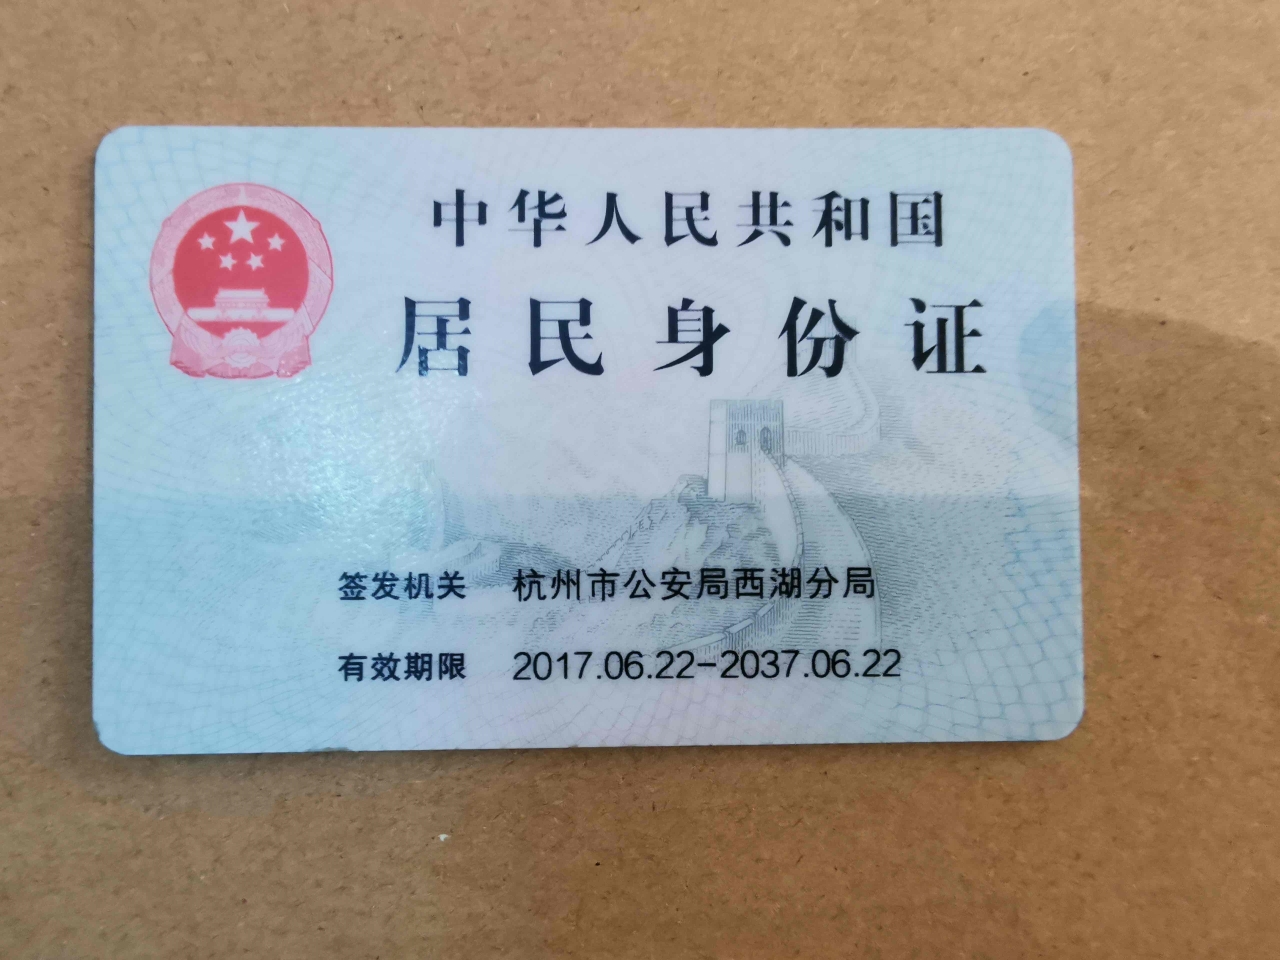 中华人民共和国
居民身份证
签发机关 杭州市公安局西湖分局
有效期限 2017.06.22-2037.06.22